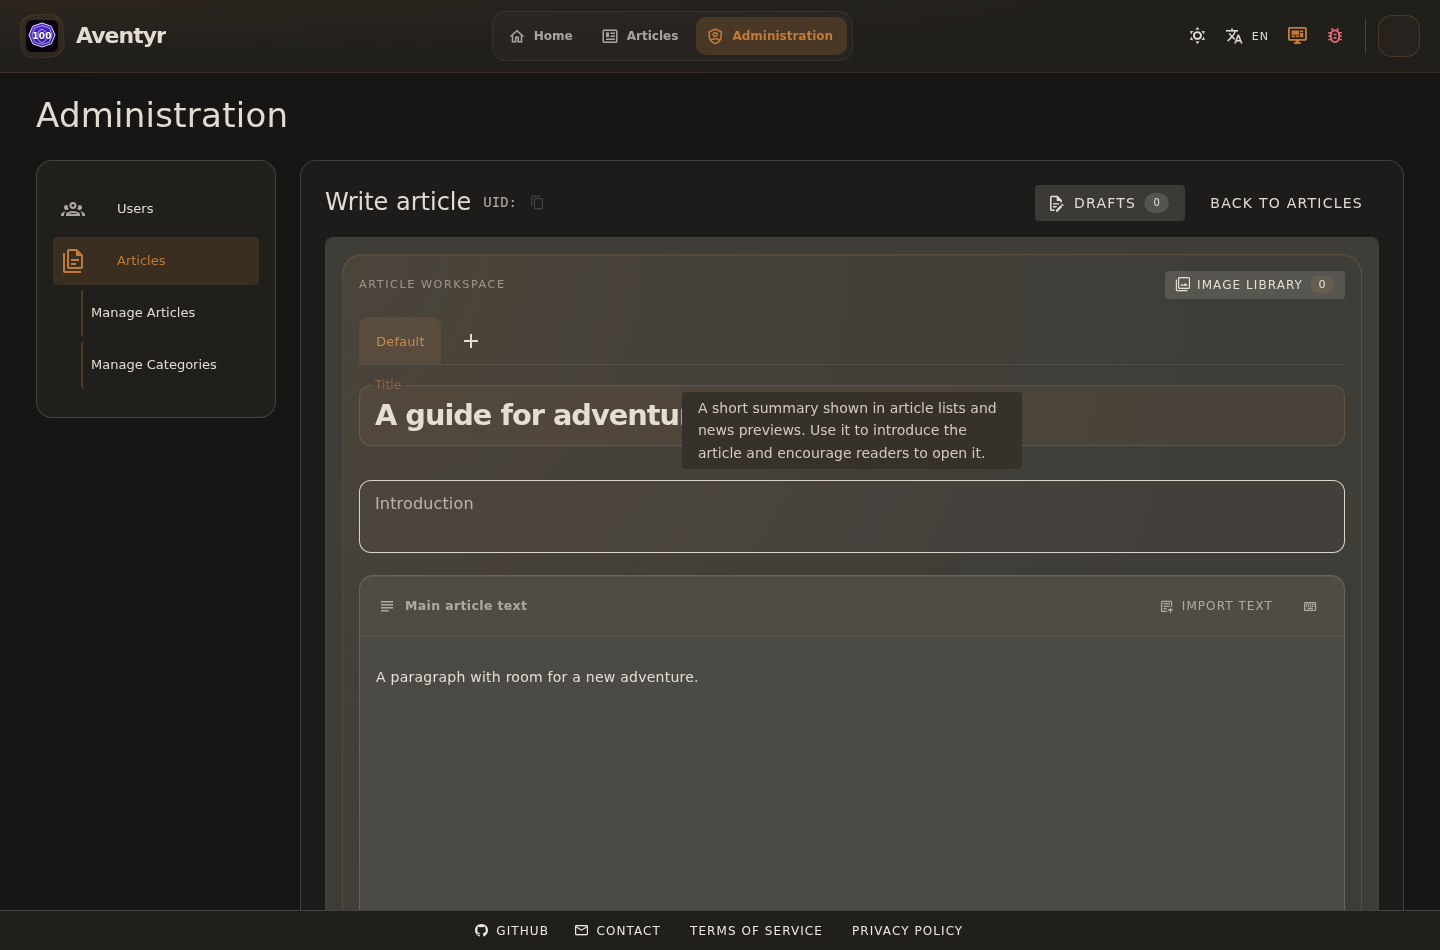 100
Aventyr
Home
Articles
Administration
EN
Administration
Users
Articles
Manage Articles
Manage Categories
Write article
UID:
DRAFTS 0
BACK TO ARTICLES
ARTICLE WORKSPACE
IMAGE LIBRARY 0
Default
Title
A guide for
A short summary shown in article lists and
news previews. Use it to introduce the
article and encourage readers to open it.
Introduction
Main article text
IMPORT TEXT
A paragraph with room for a new adventure.
GITHUB
CONTACT
TERMS OF SERVICE
PRIVACY POLICY